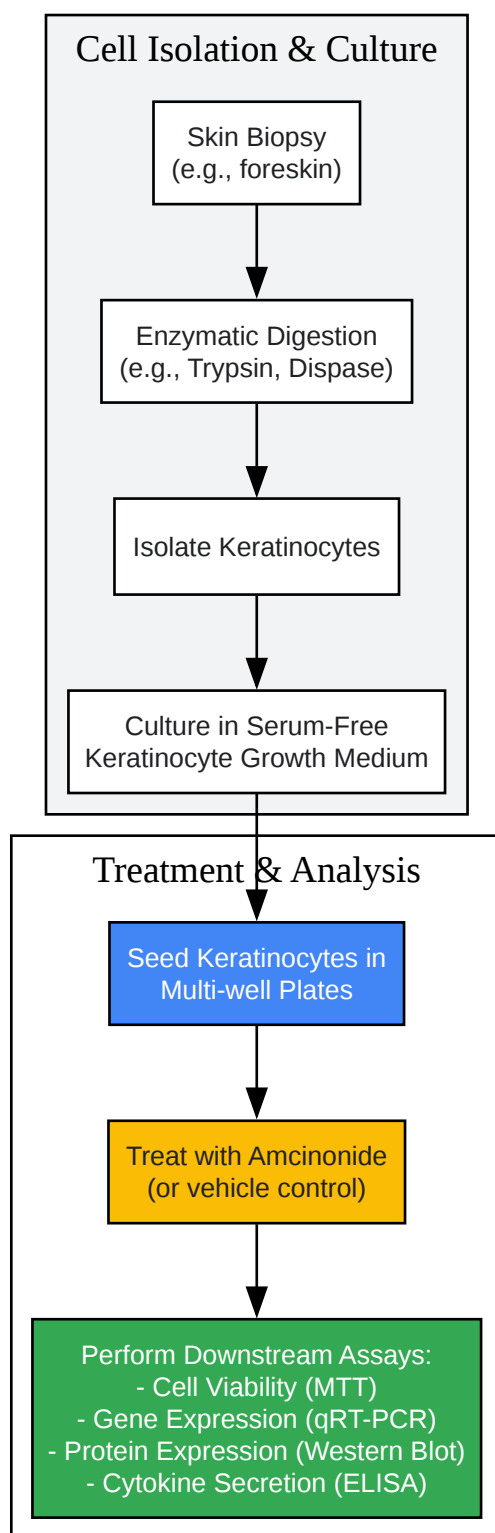 Cell Isolation & Culture
Skin Biopsy
(e.g., foreskin)
Enzymatic Digestion
(e.g., Trypsin, Dispase)
Isolate Keratinocytes
Culture in Serum-Free
Keratinocyte Growth Medium
Treatment & Analysis
Seed Keratinocytes in
Multi-well Plates
Treat with Amcinonide
(or vehicle control)
Perform Downstream Assays:
- Cell Viability (MTT)
- Gene Expression (qRT-PCR)
- Protein Expression (Western Blot)
- Cytokine Secretion (ELISA)